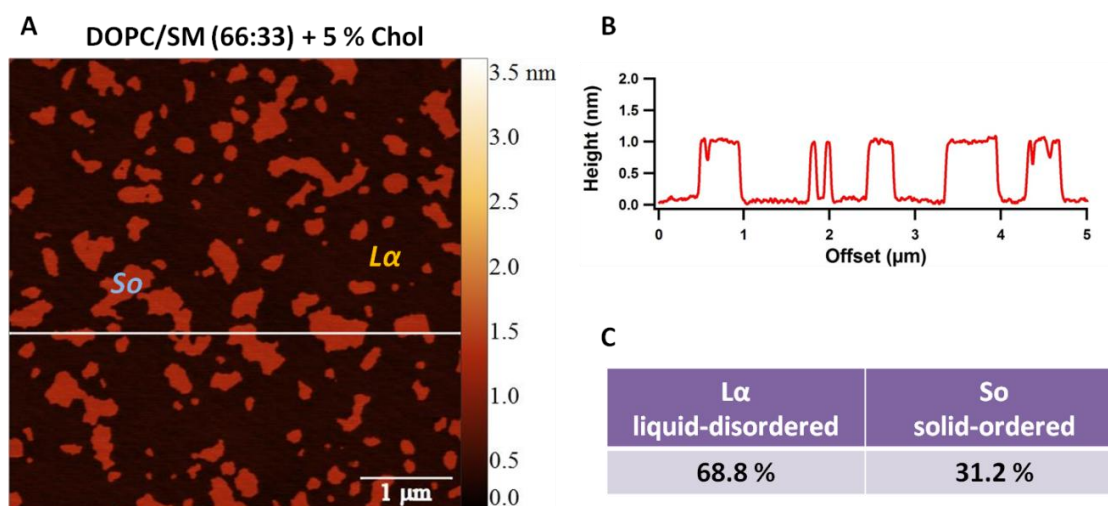 A
DOPC/SM (66:33) + 5 % Chol
3.5 nm
3.0
2.5
2.0
1.5
1.0
0.5
0.0
Lα
So
1 µm
B
Height (nm)
2.0
1.5
1.0
0.5
0.0
0 1 2 3 4 5
Offset (µm)
C
Lα So
liquid-disordered solid-ordered
68.8 % 31.2 %